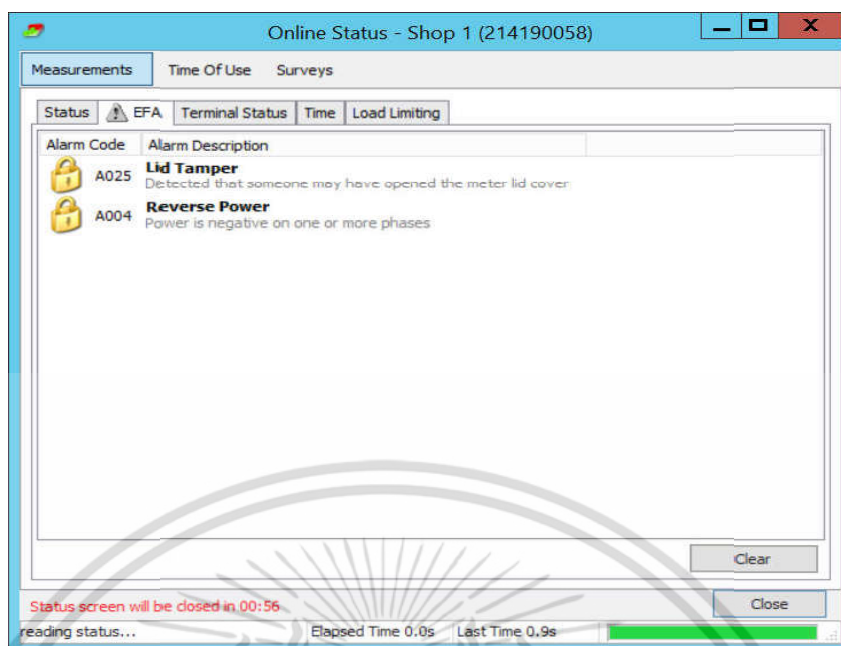 Online Status - Shop 1 (214190058)
Measurements Time Of Use Surveys
Status EFA Terminal Status Time Load Limiting
Alarm Code Alarm Description
A025 Lid Tamper
Detected that someone may have opened the meter lid cover
A004 Reverse Power
Power is negative on one or more phases
Clear
Status screen will be closed in 00:56
Close
reading status... Elapsed Time 0.0s Last Time 0.9s